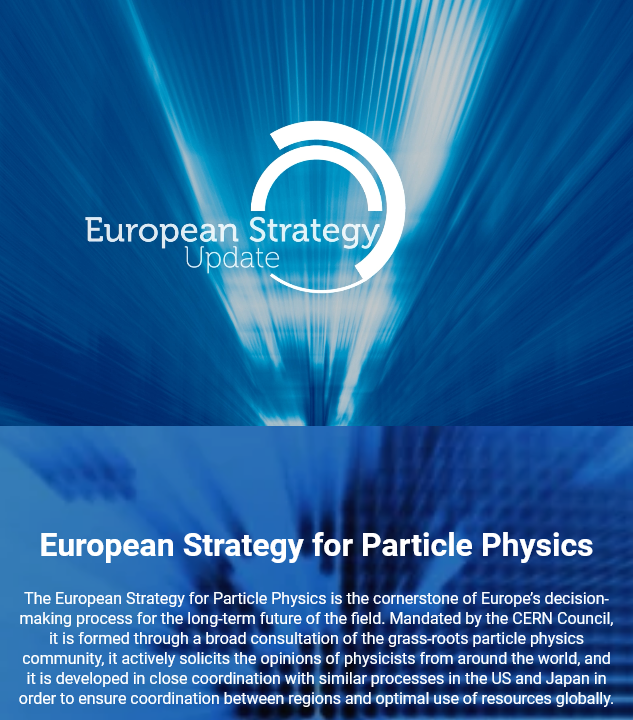 European Strategy
Update
European Strategy for Particle Physics
The European Strategy for Particle Physics is the cornerstone of Europe’s decision-
making process for the long-term future of the field. Mandated by the CERN Council,
it is formed through a broad consultation of the grass-roots particle physics
community, it actively solicits the opinions of physicists from around the world, and
it is developed in close coordination with similar processes in the US and Japan in
order to ensure coordination between regions and optimal use of resources globally.